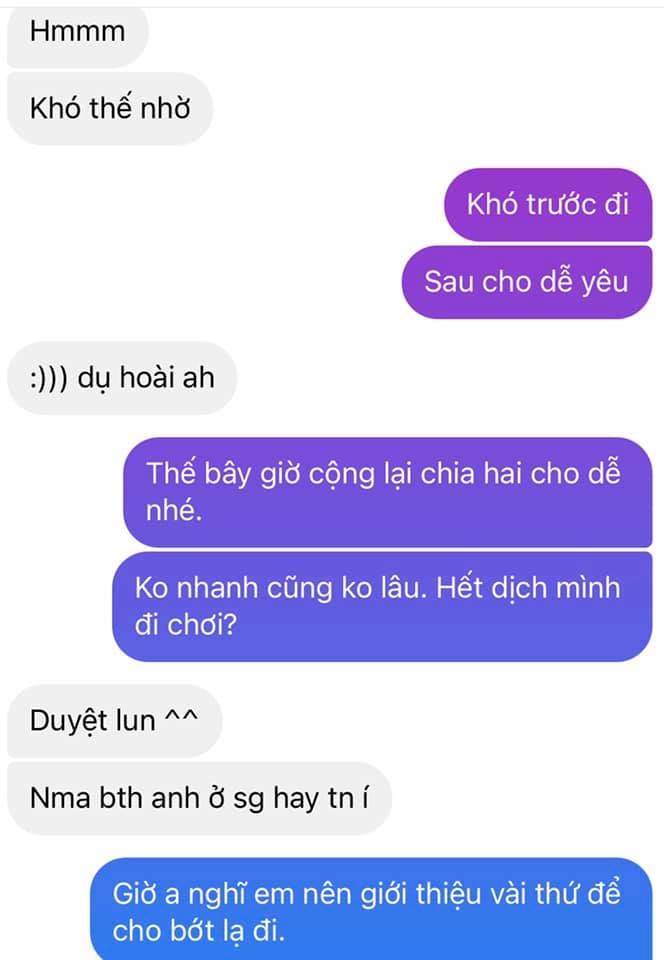 Hmmm
Khó thế nhờ
Khó trước đi
Sau cho dễ yêu
:))) dụ hoài ah
Thế bây giờ cộng lại chia hai cho dễ
nhé.
Ko nhanh cũng ko lâu. Hết dịch mình
đi chơi?
Duyệt lun ^^
Nma bth anh ở sg hay tn í
Giờ a nghĩ em nên giới thiệu vài thứ để
cho bớt lạ đi.